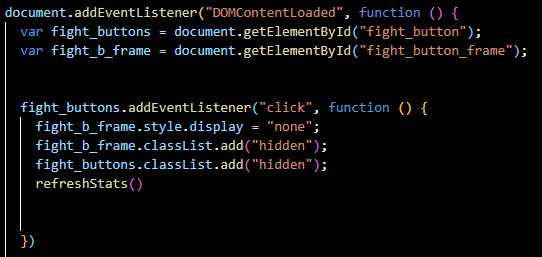 document.addEventListener("DOMContentLoaded", function () {
var fight_buttons = document.getElementById("fight_button");
var fight_b_frame = document.getElementById("fight_button_frame");
fight_buttons.addEventListener("click", function () {
fight_b_frame.style.display = "none";
fight_b_frame.classList.add("hidden");
fight_buttons.classList.add("hidden");
refreshStats()
})